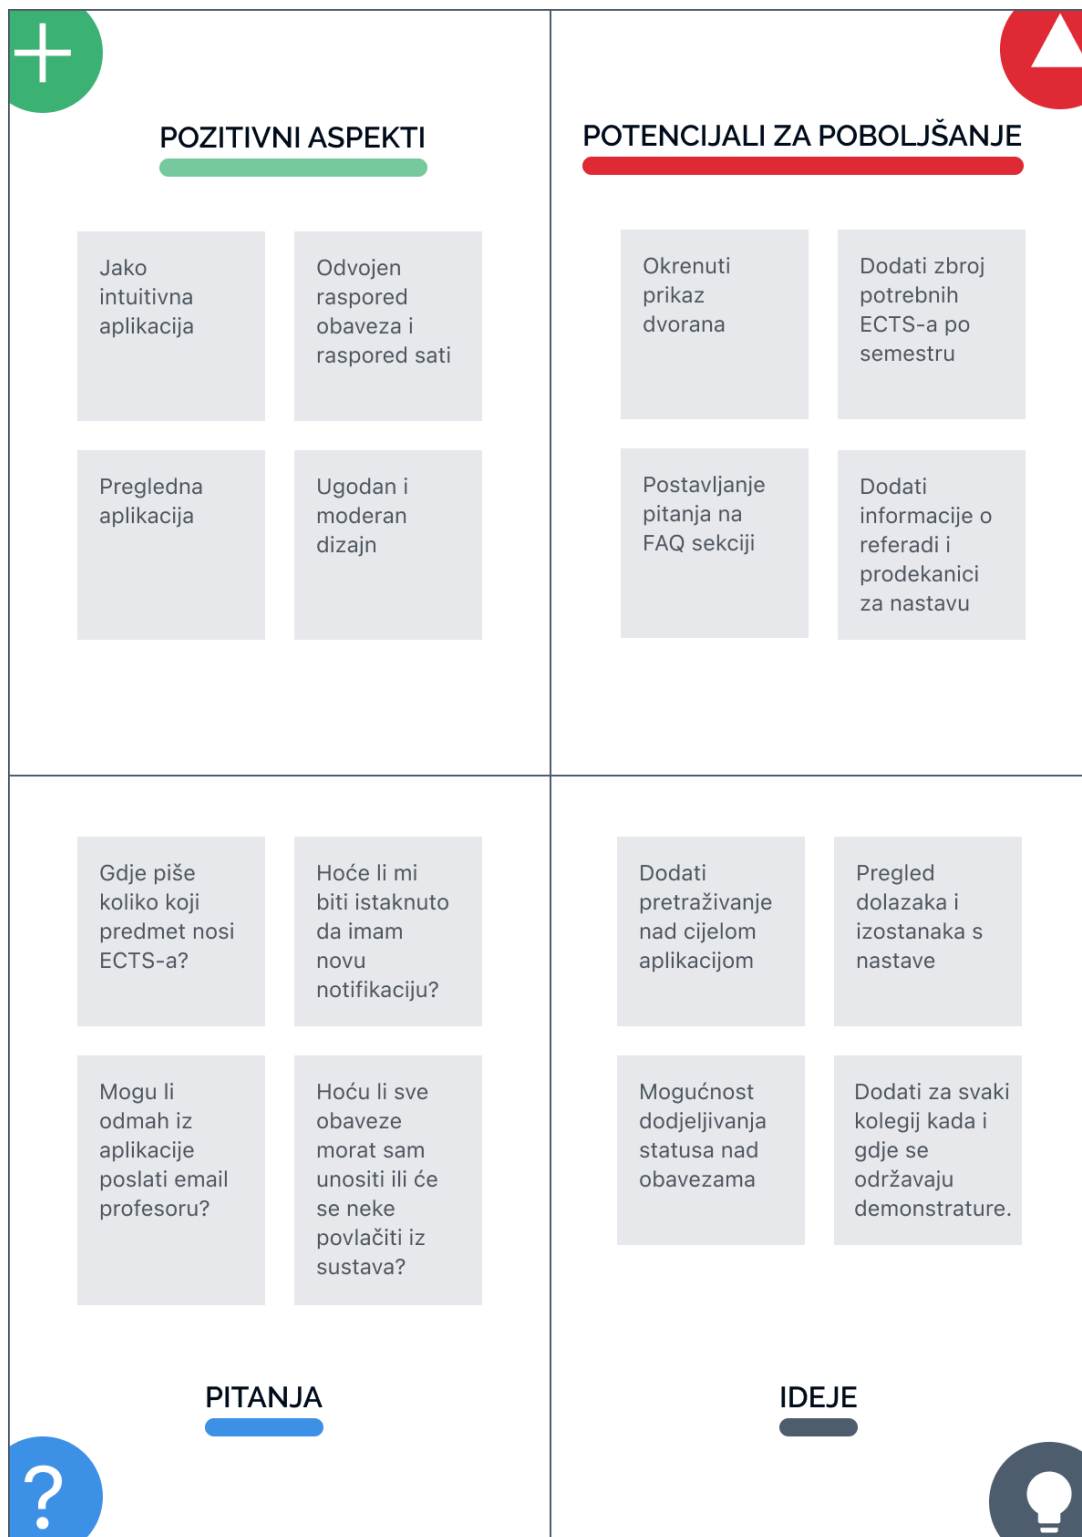 POZITIVNI ASPEKTI
Jako
intuitivna
aplikacija
Odvojen
raspored
obaveza i
raspored sati
Pregledna
aplikacija
Ugodan i
moderan
dizajn
POTENCIJALI ZA POBOLJŠANJE
Okrenuti
prikaz
dvorana
Dodati zbroj
potrebnih
ECTS-a po
semestru
Postavljanje
pitanja na
FAQ sekciji
Dodati
informacije o
referadi i
prodekanici
za nastavu
Gdje piše
koliko koji
predmet nosi
ECTS-a?
Hoće li mi
biti istaknuto
da imam
novu
notifikaciju?
Mogu li
odmah iz
aplikacije
poslati email
profesoru?
Hoću li sve
obaveze
morat sam
unositi ili će
se neke
povlačiti iz
sustava?
PITANJA
?
Dodati
pretraživanje
nad cijelom
aplikacijom
Pregled
dolazaka i
izostanaka s
nastave
Mogućnost
dodjeljivanja
statusa nad
obavezama
Dodati za svaki
kolegij kada i
gdje se
održavaju
demonstrature.
IDEJE